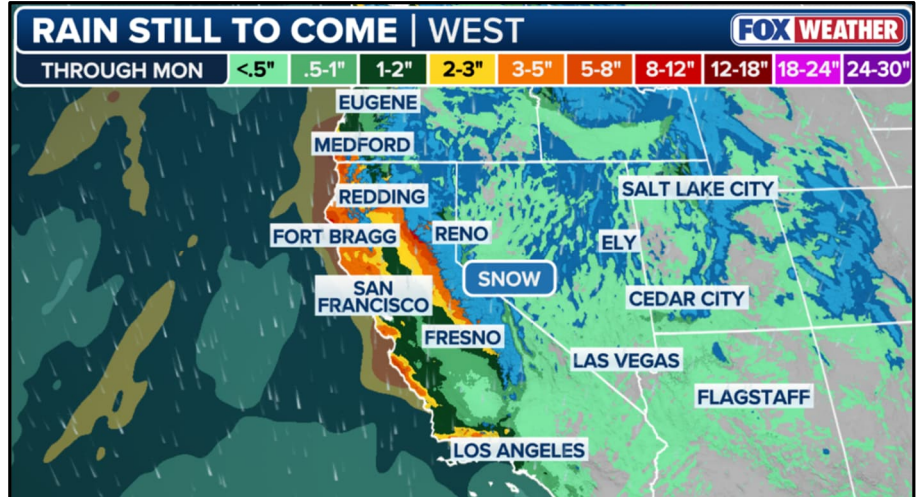 RAIN STILL TO COME | WEST
FOX WEATHER
THROUGH MON <.5" .5-1" 1-2" 2-3" 3-5" 5-8" 8-12" 12-18" 18-24" 24-30"
EUGENE
MEDFORD
REDDING
SALT LAKE CITY
FORT BRAGG
RENO
ELY
SNOW
SAN
FRANCISCO
CEDAR CITY
FRESNO
LAS VEGAS
FLAGSTAFF
LOS ANGELES